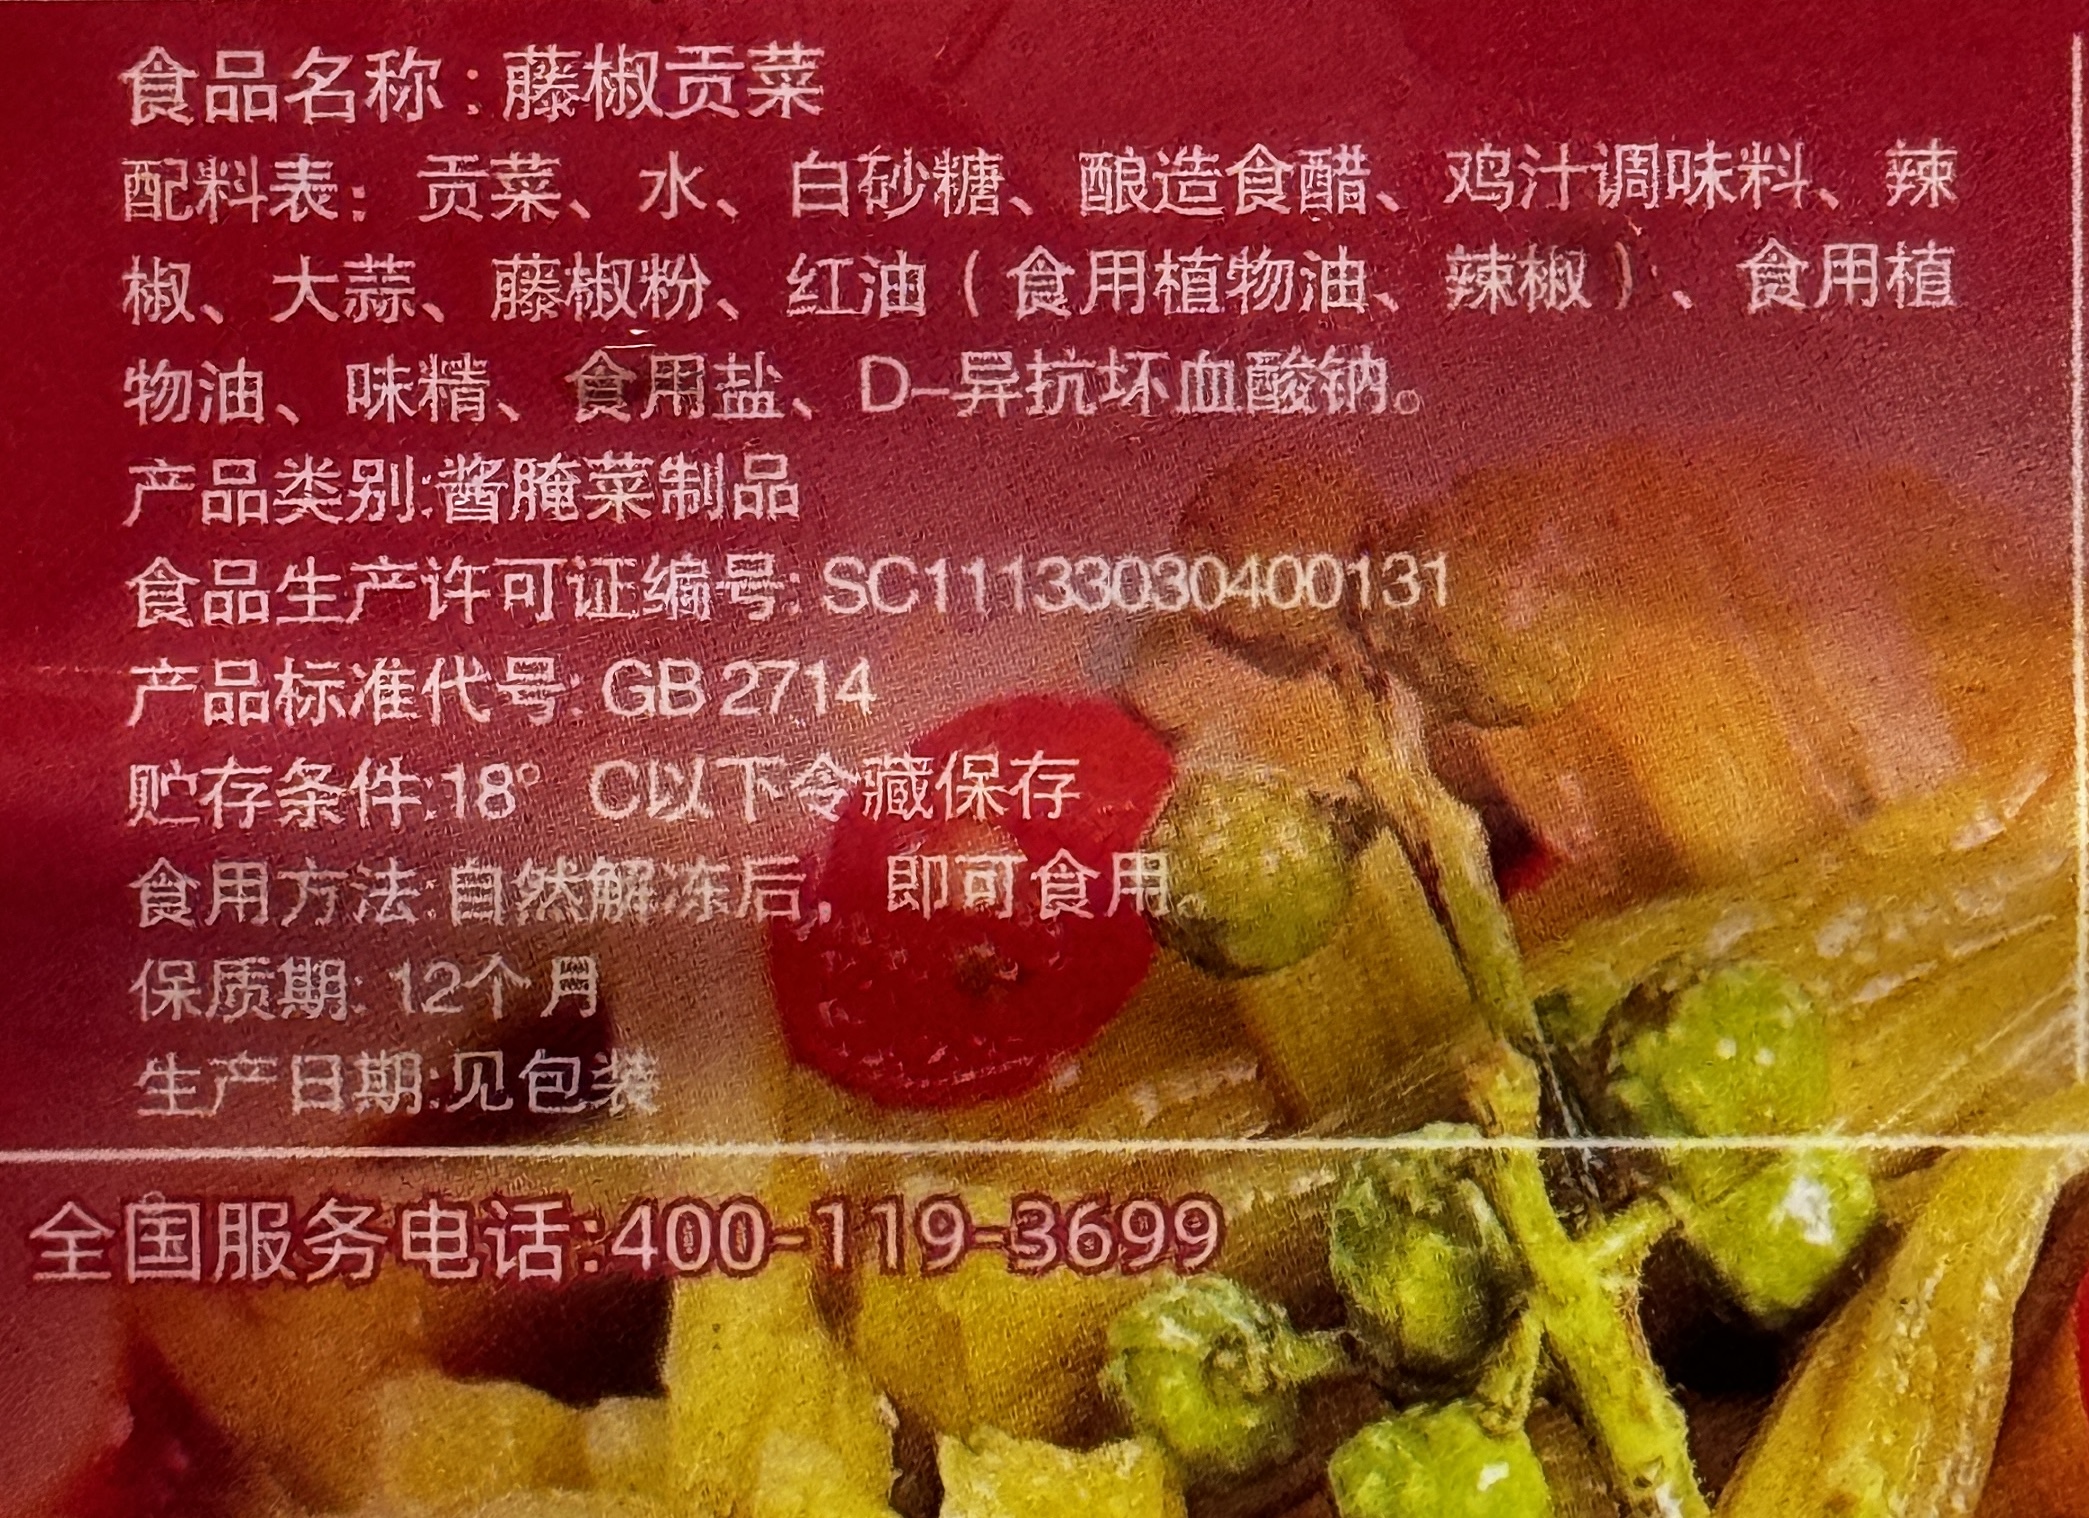 食品名称:藤椒贡菜
配料表：贡菜、水、白砂糖、酿造食醋、鸡汁调味料、辣
椒、大蒜、藤椒粉、红油（食用植物油、辣椒）、食用植
物油、味精、食用盐、D-异抗坏血酸钠。
产品类别:酱腌菜制品
食品生产许可证编号: SC11133030400131
产品标准代号: GB 2714
贮存条件:18° C以下令藏保存
食用方法:自然解冻后，即可食用。
保质期: 12个月
生产日期:见包装
全国服务电话:400-119-3699